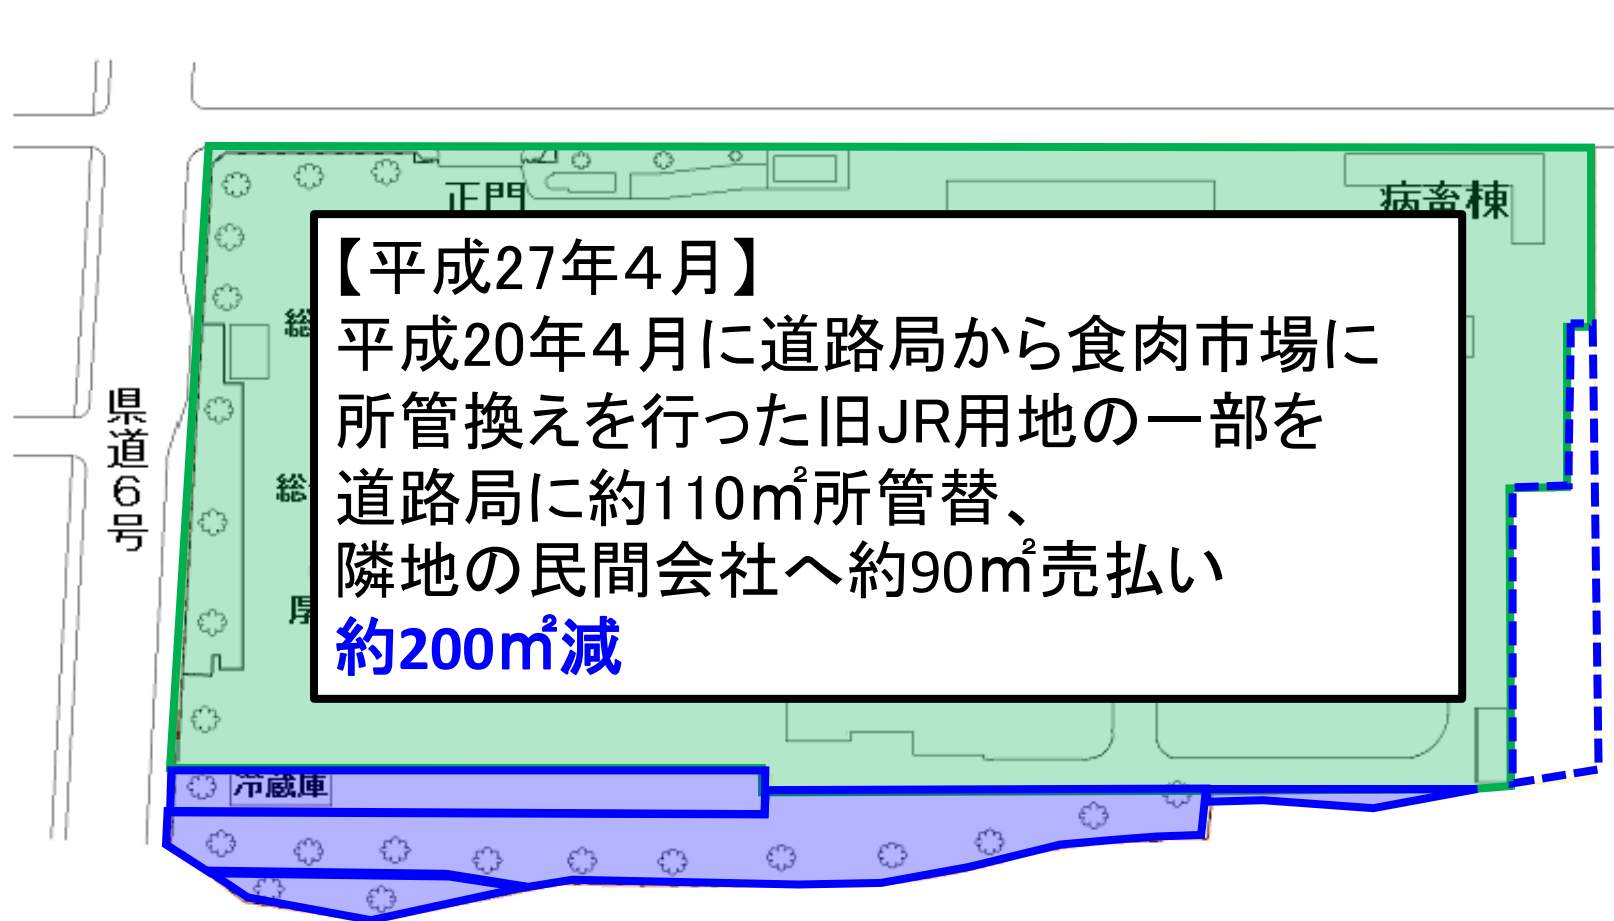 正門
病畜棟
【平成27年４月】
平成20年４月に道路局から食肉市場に
所管換えを行った旧JR用地の一部を
道路局に約110㎡所管替、
隣地の民間会社へ約90㎡売払い
約200㎡減
総
総
厚
県道６号
冷蔵庫